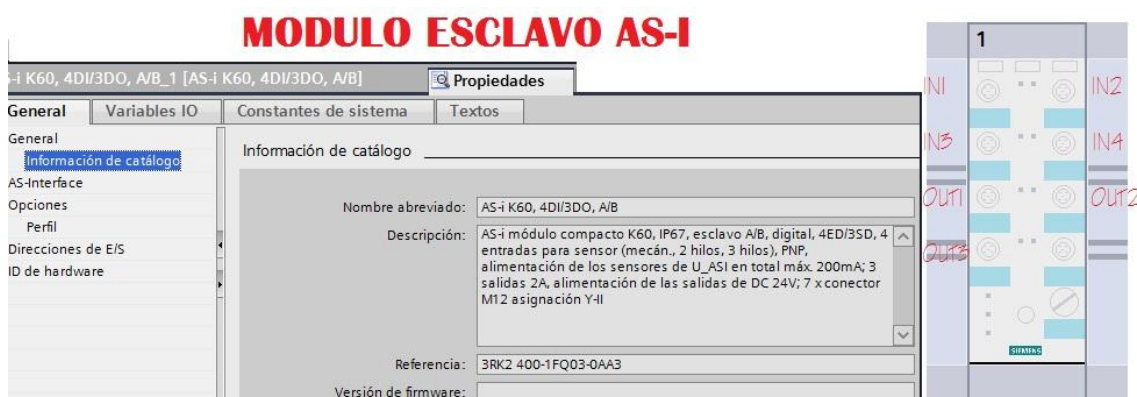 MODULO ESCLAVO AS-I
-i K60, 4DI/3DO, A/B_1 [AS-i K60, 4DI/3DO, A/B]
Propiedades
General Variables IO Constantes de sistema Textos
General
Información de catálogo
AS-Interface
Opciones
Perfil
Direcciones de E/S
ID de hardware
Información de catálogo
Nombre abreviado: AS-i K60, 4DI/3DO, A/B
Descripción: AS-i módulo compacto K60, IP67, esclavo A/B, digital, 4ED/3SD, 4
entradas para sensor (mecán., 2 hilos, 3 hilos), PNP,
alimentación de los sensores de U_ASI en total máx. 200mA; 3
salidas 2A, alimentación de las salidas de DC 24V; 7 x conector
M12 asignación Y-II
Referencia: 3RK2 400-1FQ03-0AA3
Versión de firmware:
1
IN1 IN2
IN3 IN4
OUT1 OUT2
OUT3
SIEMENS